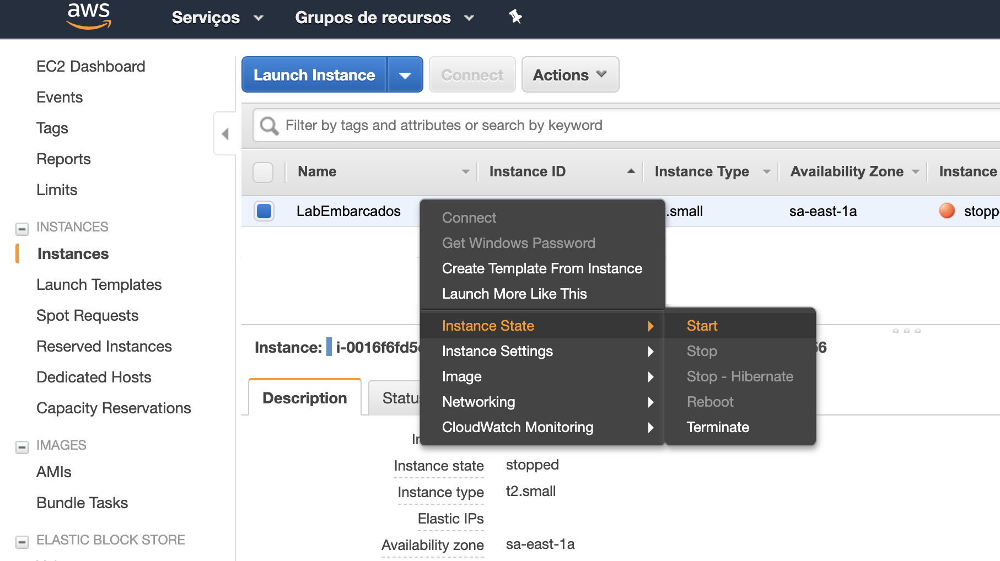 aws
Serviços
Grupos de recursos
EC2 Dashboard
Events
Tags
Reports
Limits
INSTANCES
Instances
Launch Templates
Spot Requests
Reserved Instances
Dedicated Hosts
Capacity Reservations
IMAGES
AMIs
Bundle Tasks
ELASTIC BLOCK STORE
Launch Instance
Connect
Actions
Filter by tags and attributes or search by keyword
Name
Instance ID
Instance Type
Availability Zone
Instance
LabEmbarcados
.small
sa-east-1a
stopp
Connect
Get Windows Password
Create Template From Instance
Launch More Like This
Instance State
Instance Settings
Image
Networking
CloudWatch Monitoring
Start
Stop
Stop - Hibernate
Reboot
Terminate
Instance: i-0016f6fd5
6
Description
Status
Instance state stopped
Instance type t2.small
Elastic IPs
Availability zone sa-east-1a